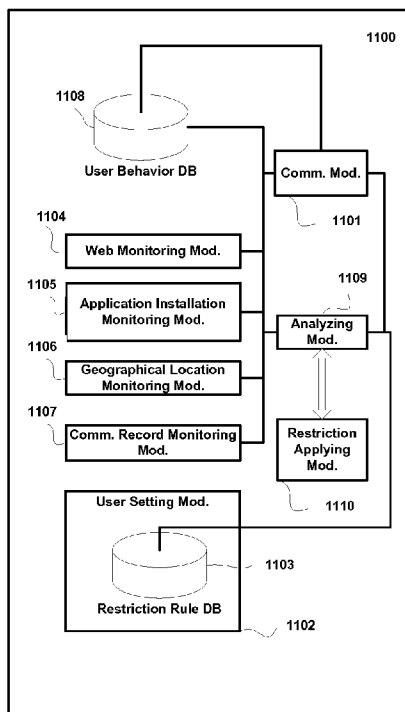 1100
1108
User Behavior DB
Comm. Mod.
1101
1104
Web Monitoring Mod.
1105
Application Installation
Monitoring Mod.
1109
Analyzing
Mod.
1106
Geographical Location
Monitoring Mod.
1107
Comm. Record Monitoring
Mod.
Restriction
Applying
Mod.
1110
User Setting Mod.
1103
Restriction Rule DB
1102